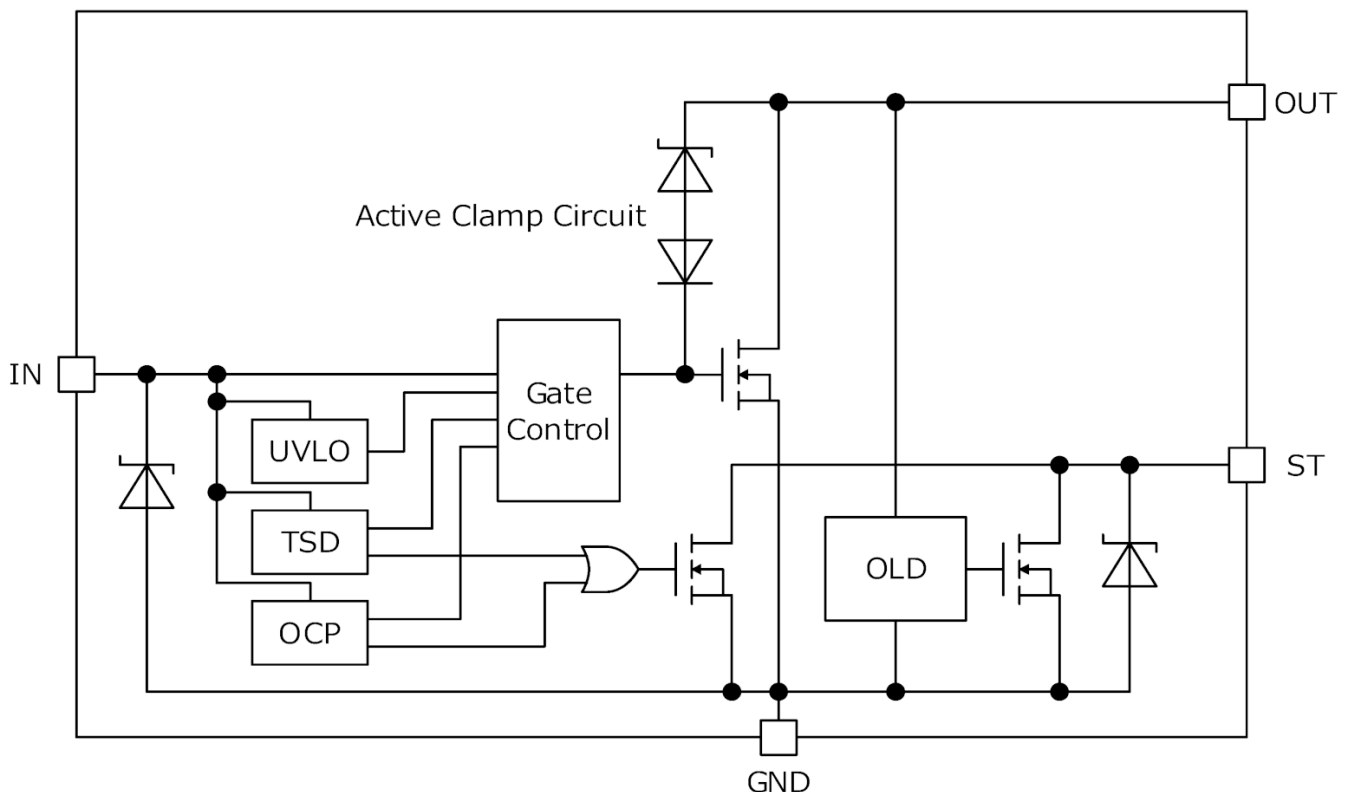 OUT
Active Clamp Circuit
IN
Gate
Control
UVLO
ST
TSD
OLD
OCP
GND